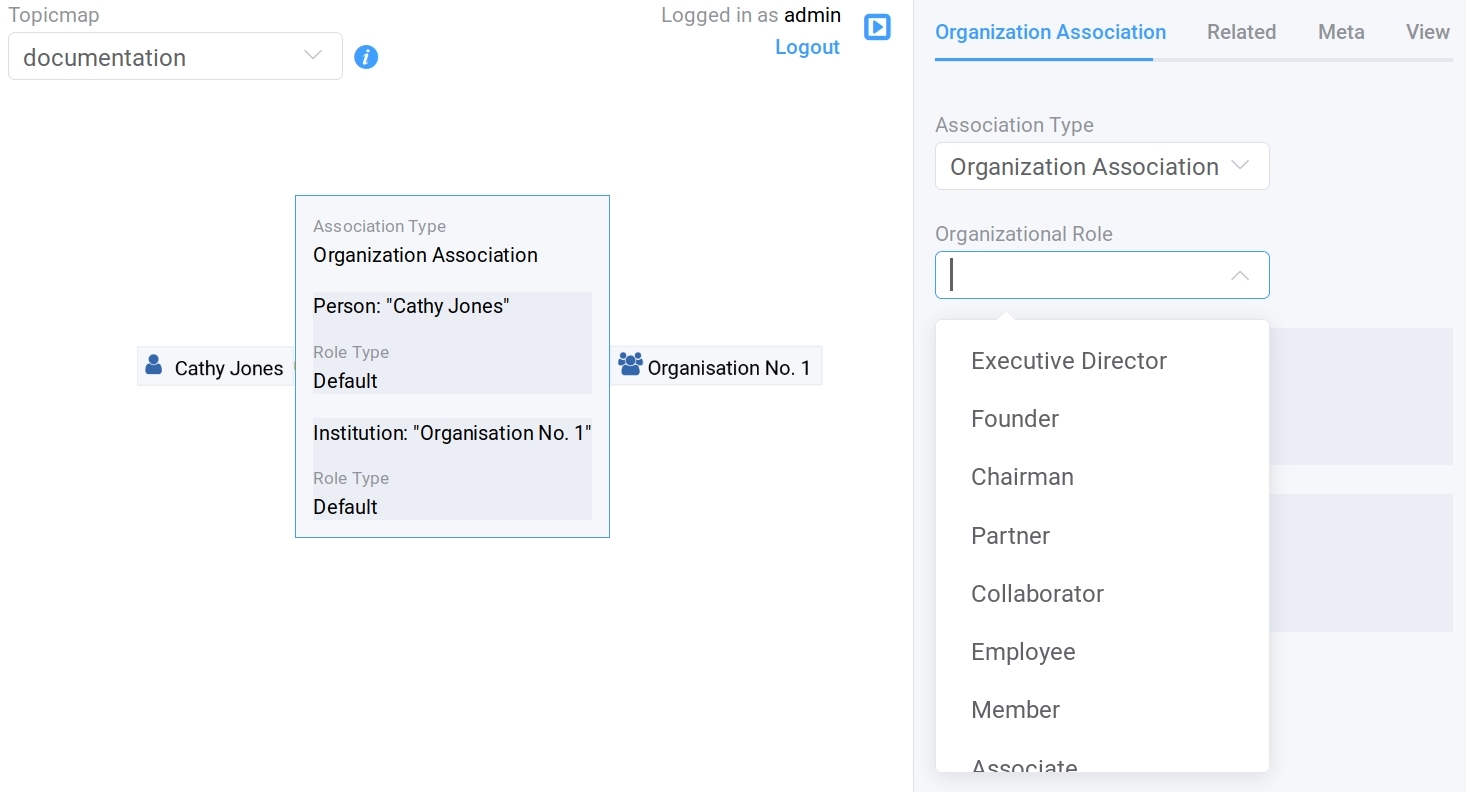 Topicmap
documentation
i
Logged in as admin
Logout
Association Type
Organization Association
Person: "Cathy Jones"
Role Type
Default
Institution: "Organisation No. 1"
Role Type
Default
Cathy Jones
Organisation No. 1
Organization Association Related Meta View
Association Type
Organization Association
Organizational Role
Executive Director
Founder
Chairman
Partner
Collaborator
Employee
Member
Associate